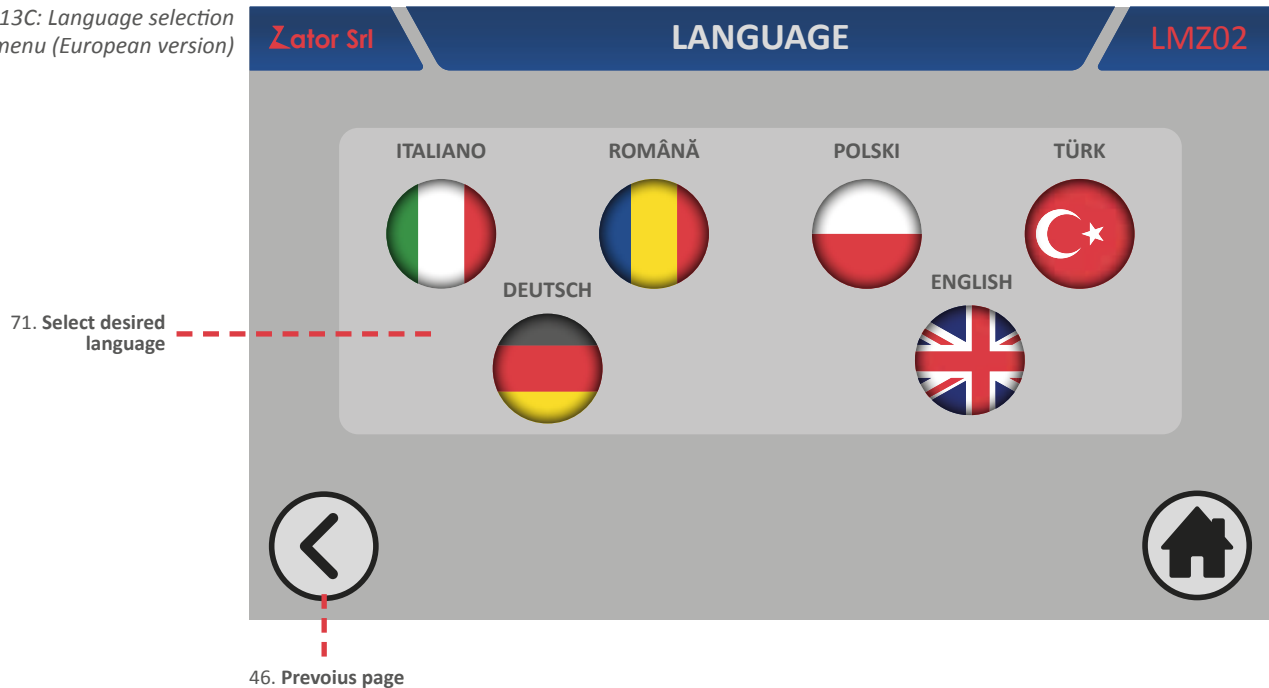 13C: Language selection
menu (European version)
Zator Srl
LANGUAGE
LMZ02
ITALIANO
ROMÂNĂ
POLSKI
TÜRK
DEUTSCH
ENGLISH
71. Select desired
language
46. Prevoius page